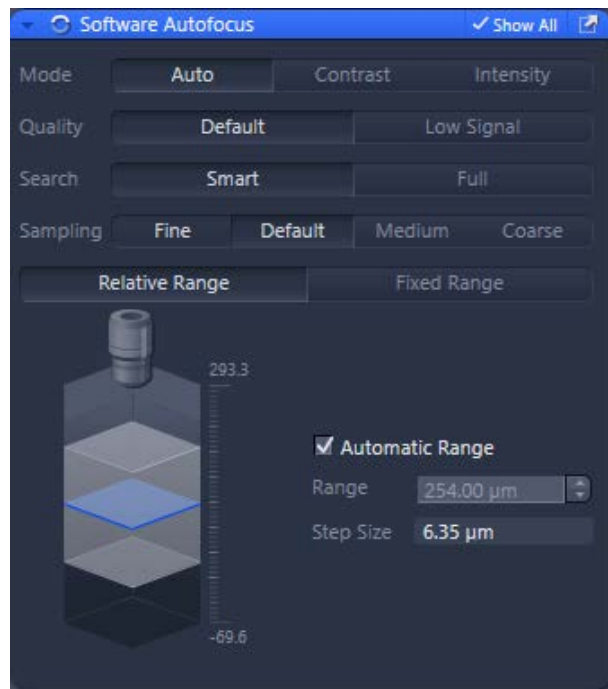 Software Autofocus Show All
Mode Auto Contrast Intensity
Quality Default Low Signal
Search Smart Full
Sampling Fine Default Medium Coarse
Relative Range Fixed Range
293.3
Automatic Range
Range 254.00 µm
Step Size 6.35 µm
-69.6